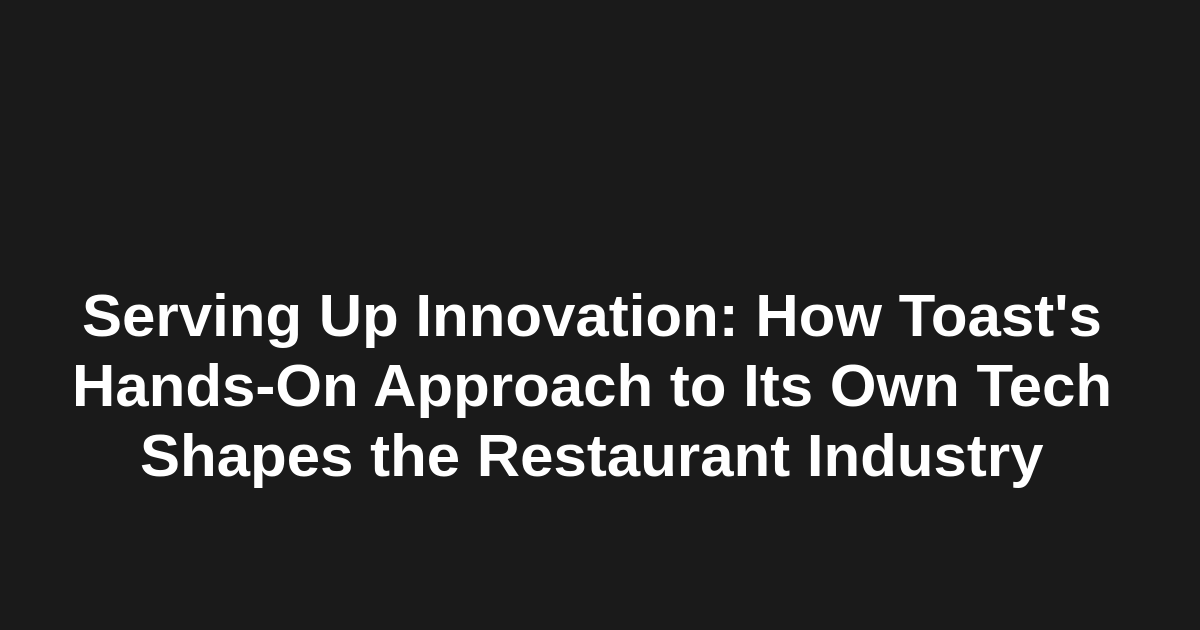 Serving Up Innovation: How Toast's
Hands-On Approach to Its Own Tech
Shapes the Restaurant Industry